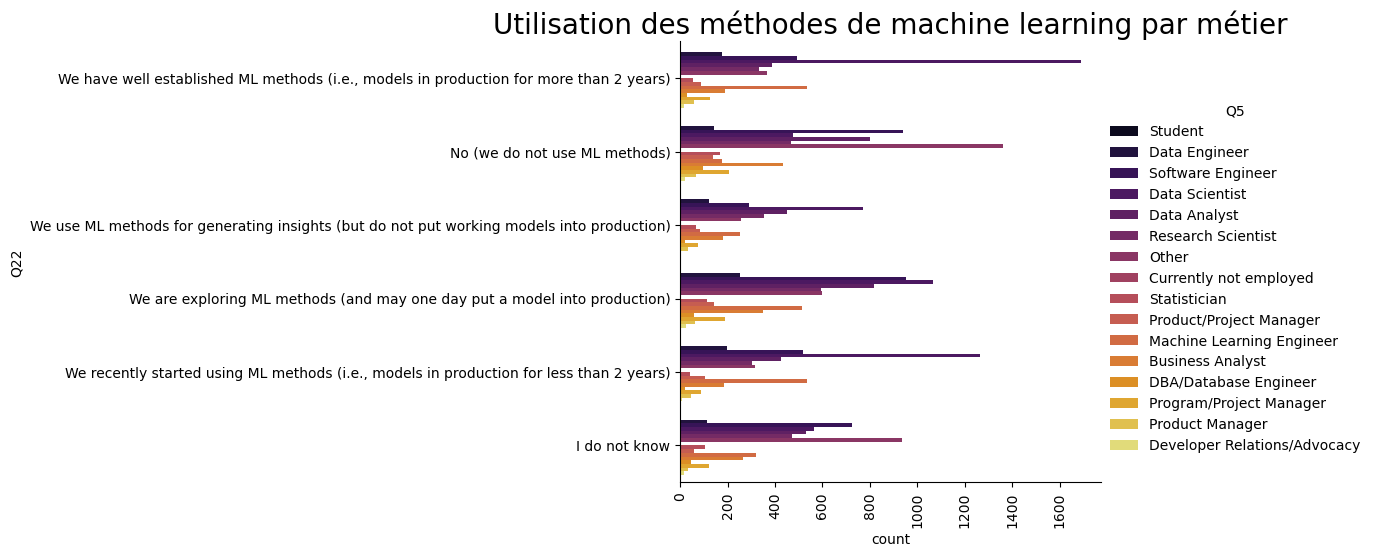 Utilisation des méthodes de machine learning par métier
We have well established ML methods (i.e., models in production for more than 2 years)
No (we do not use ML methods)
We use ML methods for generating insights (but do not put working models into production)
We are exploring ML methods (and may one day put a model into production)
We recently started using ML methods (i.e., models in production for less than 2 years)
I do not know
Q22
0
200
400
600
800
1000
1200
1400
1600
count
Q5
Student
Data Engineer
Software Engineer
Data Scientist
Data Analyst
Research Scientist
Other
Currently not employed
Statistician
Product/Project Manager
Machine Learning Engineer
Business Analyst
DBA/Database Engineer
Program/Project Manager
Product Manager
Developer Relations/Advocacy